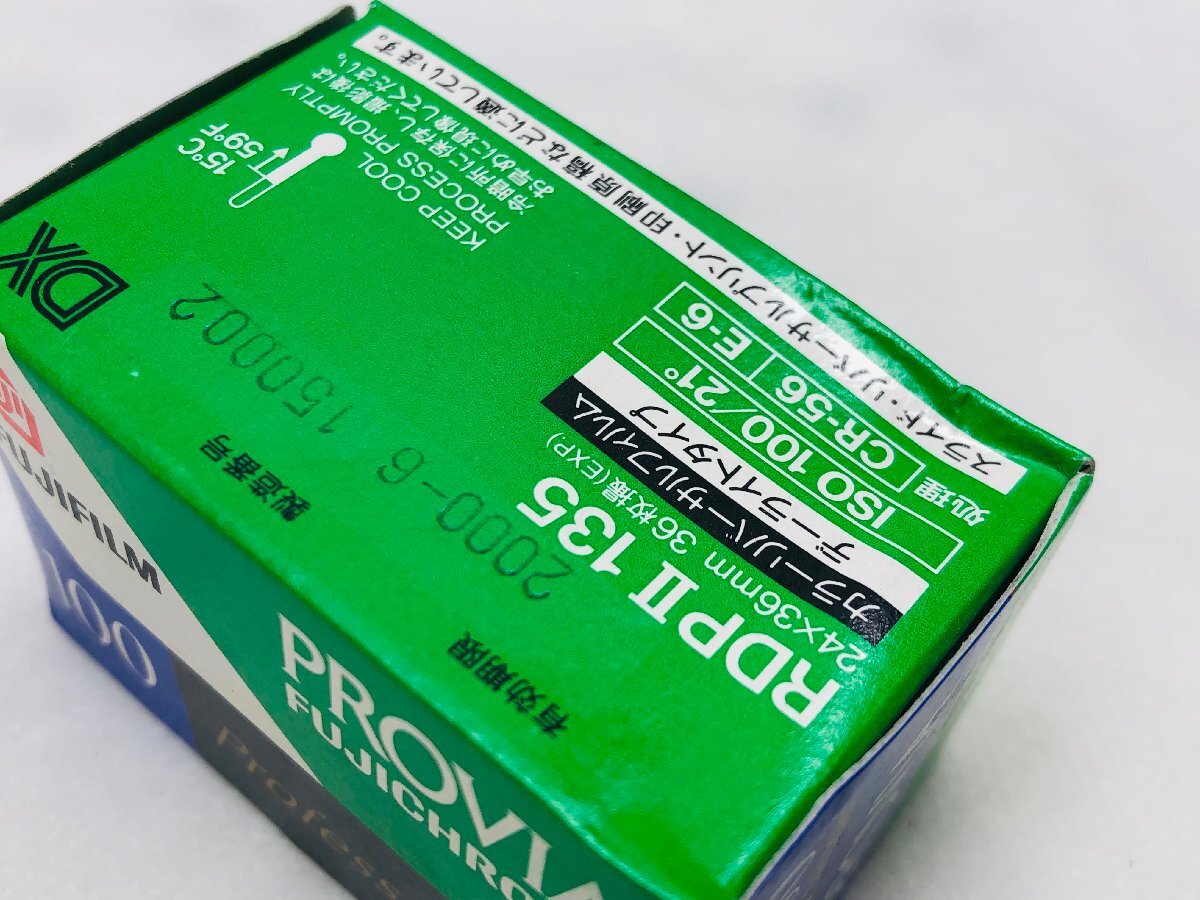 有効期限 2000-6
製造番号 150002
RDPII 135
24×36mm 36枚撮(EXP)
カラーリバーサルフィルム
デーライトタイプ
ISO 100/21°
処理 CR-56 E-6
スライド・リバーサルプリント・印刷原稿などに適しています。
KEEP COOL
PROCESS PROMPTLY
冷暗所に保存し、撮影後は
お早めに現像してください。
15°C
59°F
DX
FUJIFILM
100
PROVIA
FUJICHRO
Profess